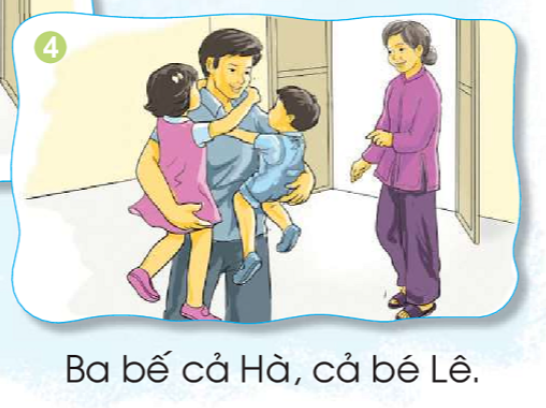 4
Ba bế cả Hà, cả bé Lê.